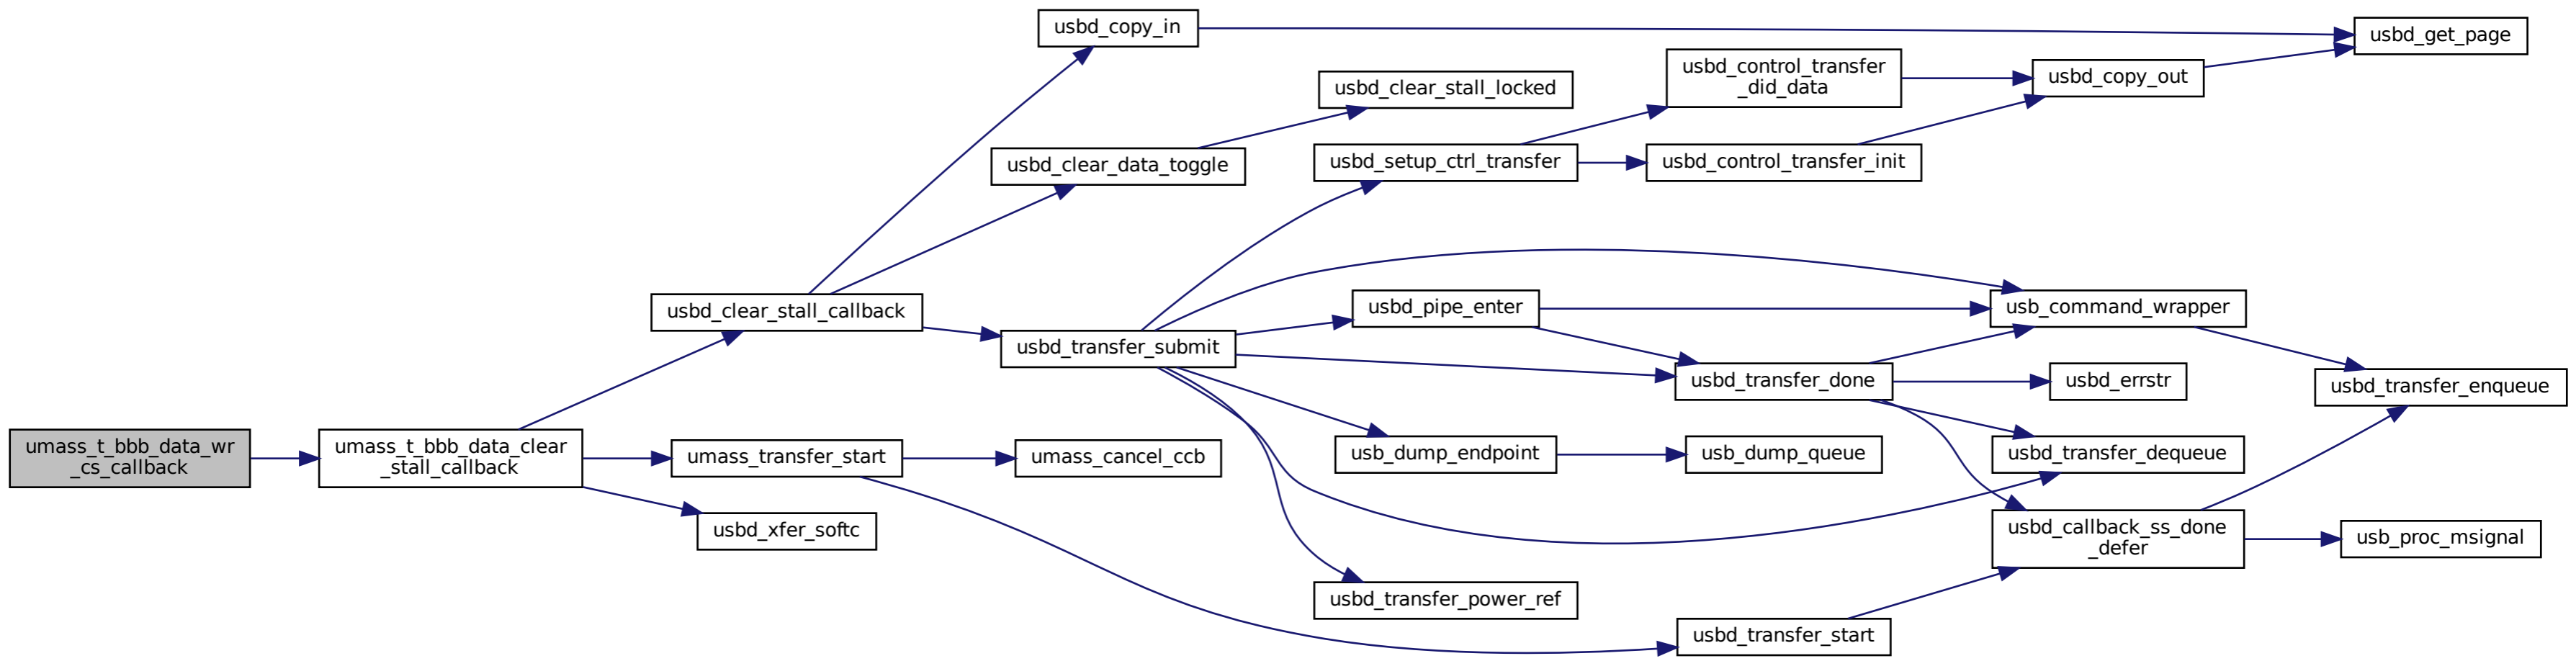 umass_t_bbb_data_wr
_cs_callback
umass_t_bbb_data_clear
_stall_callback
usbd_clear_stall_callback
umass_transfer_start
usbd_xfer_softc
usbd_copy_in
usbd_clear_data_toggle
usbd_transfer_submit
umass_cancel_ccb
usbd_clear_stall_locked
usbd_setup_ctrl_transfer
usbd_pipe_enter
usb_dump_endpoint
usbd_transfer_power_ref
usbd_control_transfer
_did_data
usbd_control_transfer_init
usbd_transfer_done
usb_dump_queue
usbd_transfer_start
usbd_copy_out
usb_command_wrapper
usbd_errstr
usbd_transfer_dequeue
usbd_callback_ss_done
_defer
usbd_get_page
usbd_transfer_enqueue
usb_proc_msignal